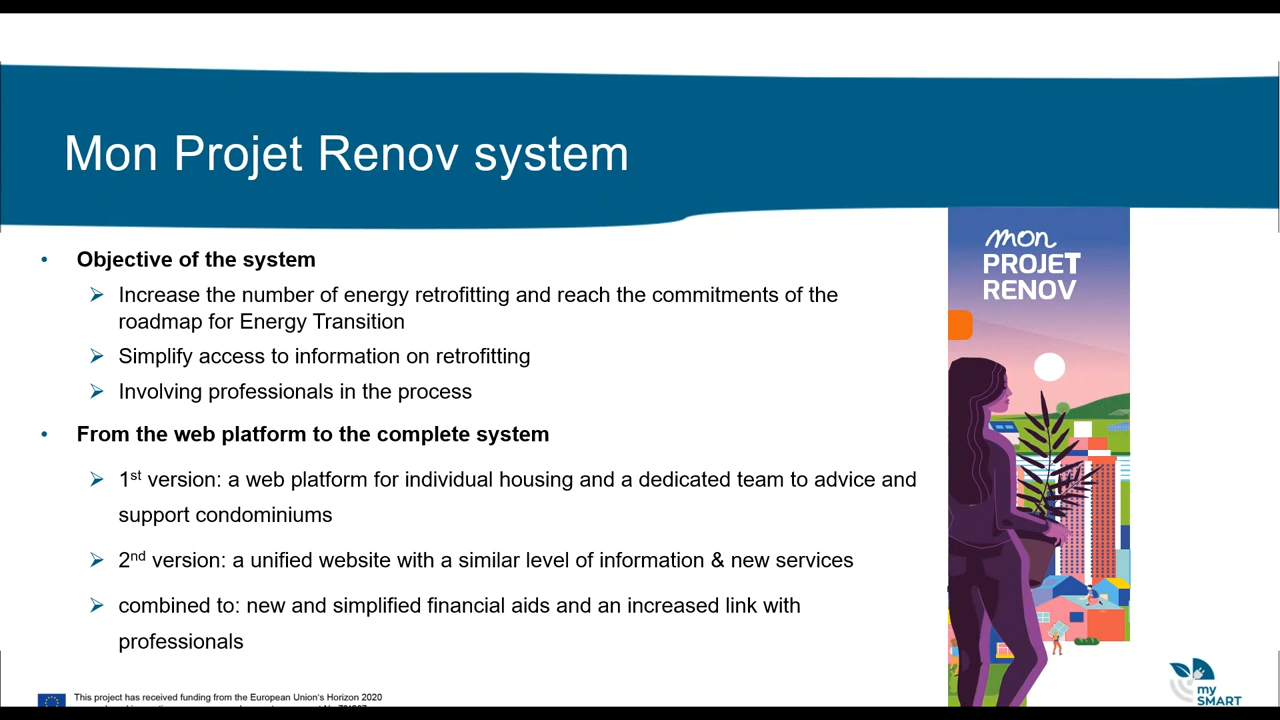 Mon Projet Renov system
mon
PROJET
RENOV
• Objective of the system
➢ Increase the number of energy retrofitting and reach the commitments of the
roadmap for Energy Transition
➢ Simplify access to information on retrofitting
➢ Involving professionals in the process
• From the web platform to the complete system
➢ 1st version: a web platform for individual housing and a dedicated team to advice and
support condominiums
➢ 2nd version: a unified website with a similar level of information & new services
➢ combined to: new and simplified financial aids and an increased link with
professionals
This project has received funding from the European Union's Horizon 2020
my
SMART